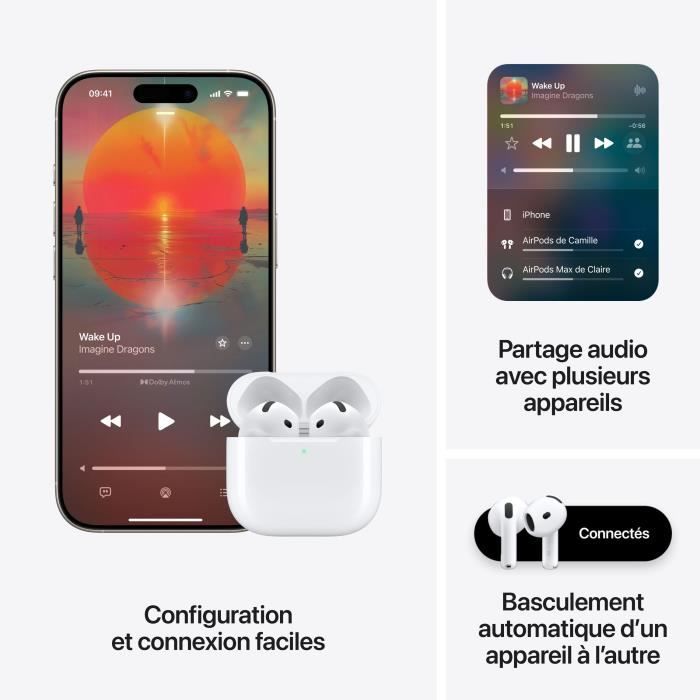 09:41
Wake Up
Imagine Dragons
1:51
Dolby Atmos
Configuration
et connexion faciles
Wake Up
Imagine Dragons
1:51
-0:56
iPhone
AirPods de Camille
AirPods Max de Claire
Partage audio
avec plusieurs
appareils
Connectés
Basculement
automatique d’un
appareil à l’autre